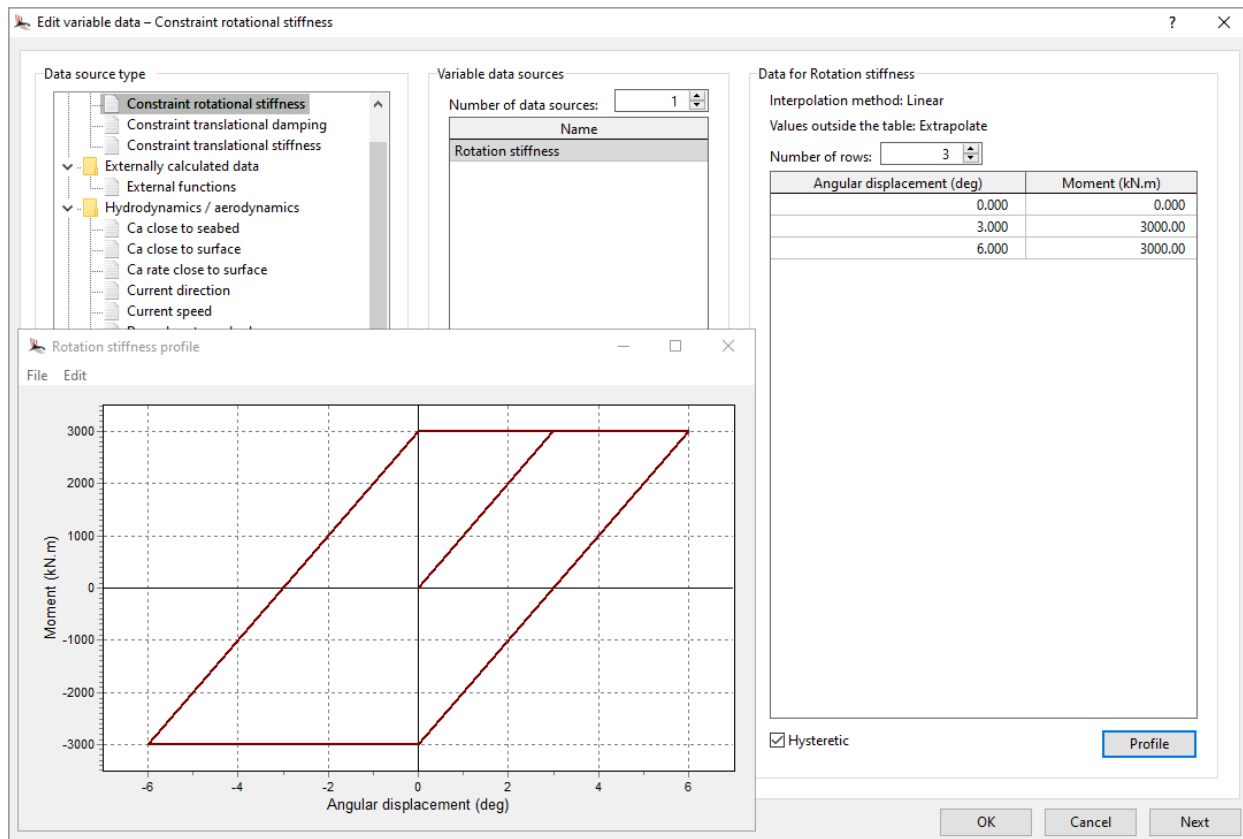 Edit variable data – Constraint rotational stiffness
?
Data source type
Constraint rotational stiffness
Constraint translational damping
Constraint translational stiffness
Externally calculated data
External functions
Hydrodynamics / aerodynamics
Ca close to seabed
Ca close to surface
Ca rate close to surface
Current direction
Current speed
Variable data sources
Number of data sources: 1
Name
Rotation stiffness
Data for Rotation stiffness
Interpolation method: Linear
Values outside the table: Extrapolate
Number of rows: 3
Angular displacement (deg) Moment (kN.m)
0.000 0.000
3.000 3000.00
6.000 3000.00
Hysteretic
Profile
Rotation stiffness profile
File Edit
Moment (kN.m)
3000
2000
1000
0
-1000
-2000
-3000
-6 -4 -2 0 2 4 6
Angular displacement (deg)
OK Cancel Next